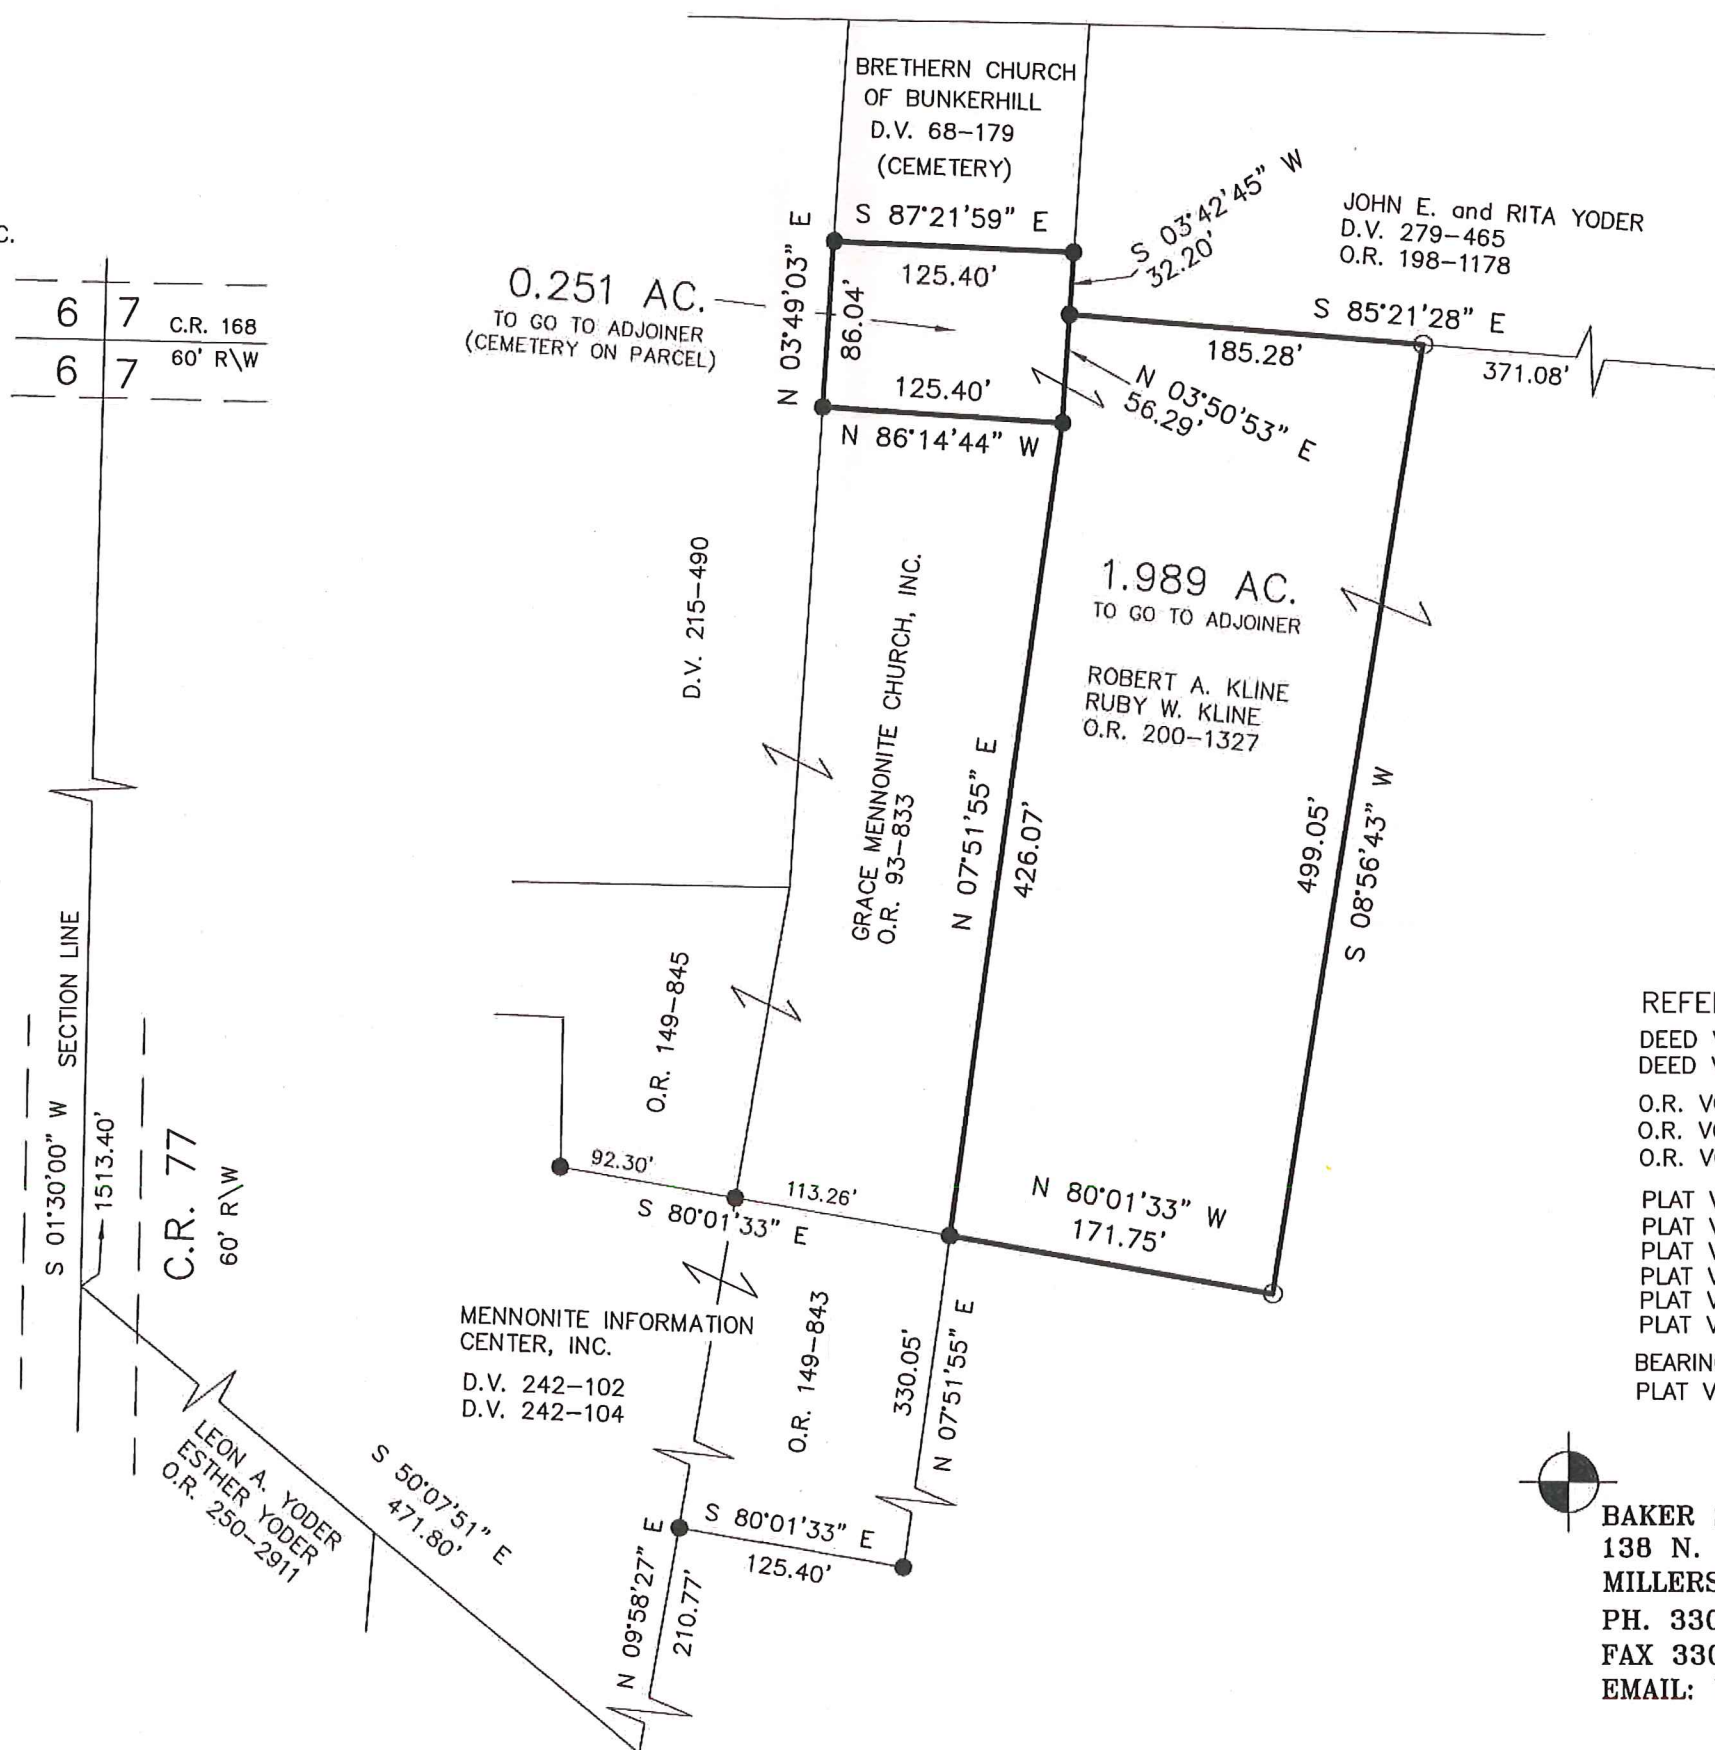 BRETHERN CHURCH
OF BUNKERHILL
D.V. 68-179
(CEMETERY)
S 87°21'59" E
125.40'
S 03°42'45" W
32.20'
JOHN E. and RITA YODER
D.V. 279-465
O.R. 198-1178
C.
6 7 C.R. 168
6 7 60' R\W
0.251 AC.
TO GO TO ADJOINER
(CEMETERY ON PARCEL)
N 03°49'03" E
86.04'
S 85°21'28" E
185.28'
371.08'
N 03°50'53" E
56.29'
125.40'
N 86°14'44" W
D.V. 215-490
GRACE MENNONITE CHURCH, INC.
O.R. 93-833
1.989 AC.
TO GO TO ADJOINER
ROBERT A. KLINE
RUBY W. KLINE
O.R. 200-1327
N 07°51'55" E
426.07'
499.05'
S 08°56'43" W
S 01°30'00" W SECTION LINE
1513.40'
C.R. 77
60' R\W
O.R. 149-845
92.30'
113.26'
S 80°01'33" E
N 80°01'33" W
171.75'
MENNONITE INFORMATION
CENTER, INC.
D.V. 242-102
D.V. 242-104
O.R. 149-843
330.05'
N 07°51'55" E
LEON A. YODER
ESTHER YODER
O.R. 250-2911
S 50°07'51" E
471.80'
S 80°01'33" E
125.40'
N 09°58'27" E
210.77'
DEED
DEED
O.R.
O.R.
O.R.
PLAT
PLAT
PLAT
PLAT
PLAT
PLAT
PLAT
BAKER
138 N.
PH. 330
FAX 330
EMAIL: